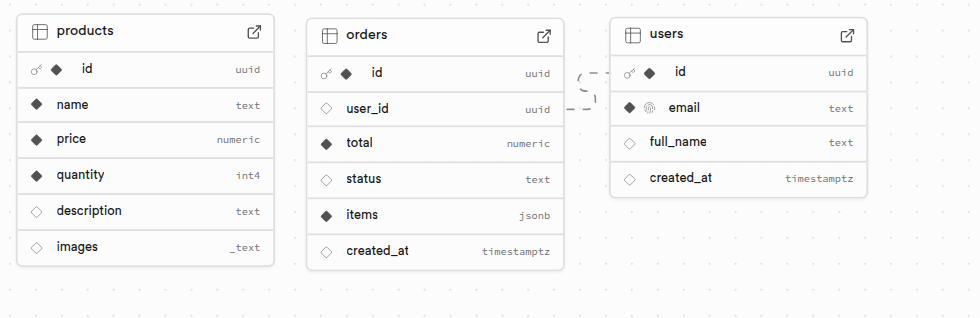 products
id uuid
name text
price numeric
quantity int4
description text
images _text
orders
id uuid
user_id uuid
total numeric
status text
items jsonb
created_at timestamptz
users
id uuid
email text
full_name text
created_at timestamptz